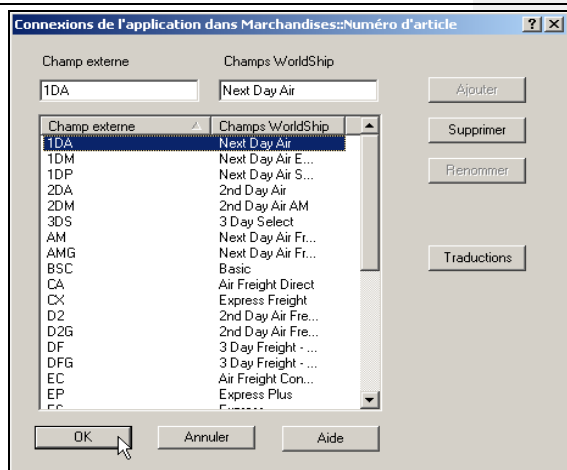 Connexions de l'application dans Marchandises::Numéro d'article
Champ externe Champs WorldShip
1DA Next Day Air Ajouter
Champ externe Champs WorldShip Supprimer
1DA Next Day Air
1DM Next Day Air E...
1DP Next Day Air S... Renommer
2DA 2nd Day Air
2DM 2nd Day Air AM
3DS 3 Day Select
AM Next Day Air Fr...
AMG Next Day Air Fr...
BSC Basic Traductions
CA Air Freight Direct
CX Express Freight
D2 2nd Day Air Fre...
D2G 2nd Day Air Fre...
DF 3 Day Freight - ...
DFG 3 Day Freight - ...
EC Air Freight Con...
EP Express Plus
OK Annuler Aide